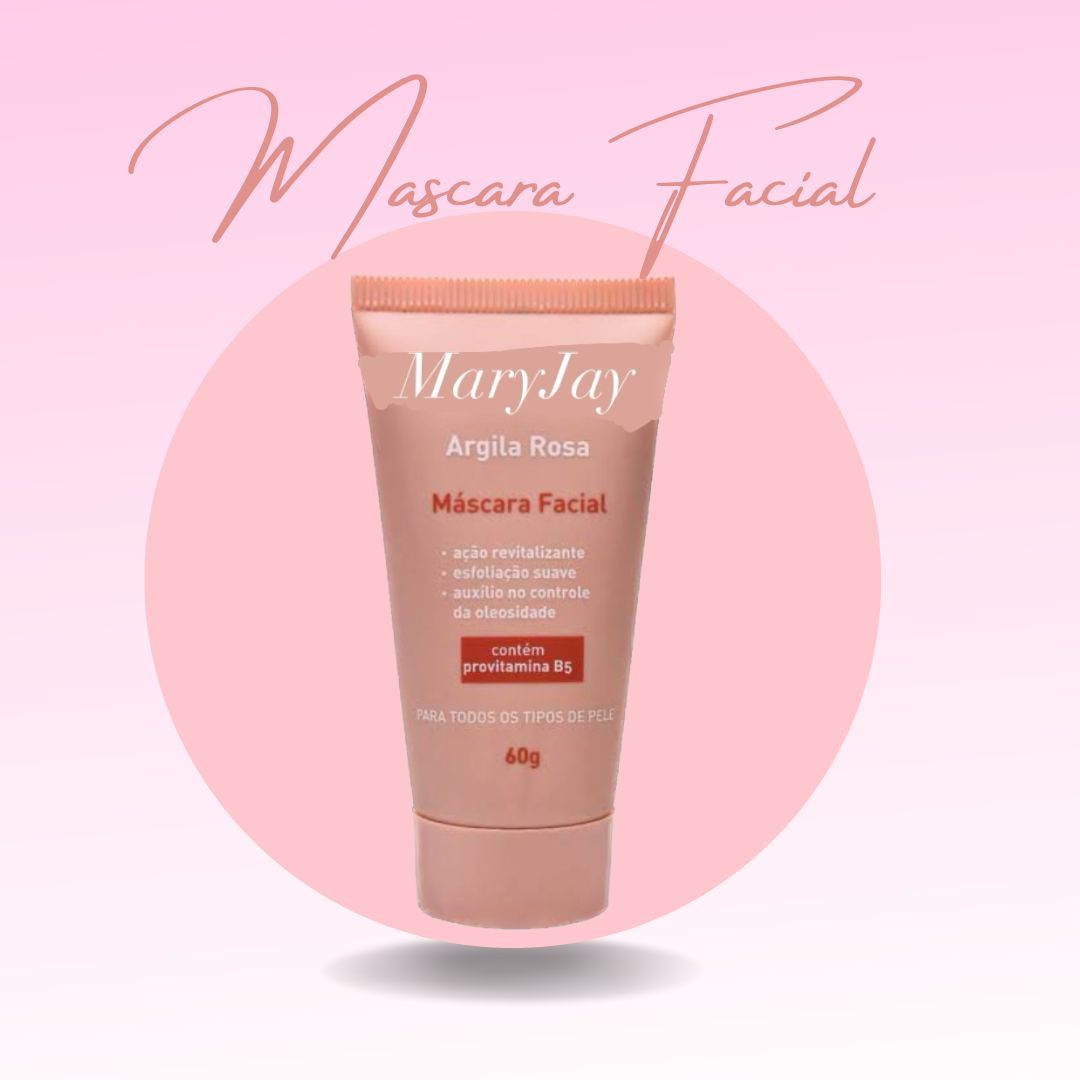 Mascara Facial
MaryJay
Argila Rosa
Máscara Facial
• ação revitalizante
• esfoliação suave
• auxílio no controle
da oleosidade
contém
provitamina B5
PARA TODOS OS TIPOS DE PELE
60g